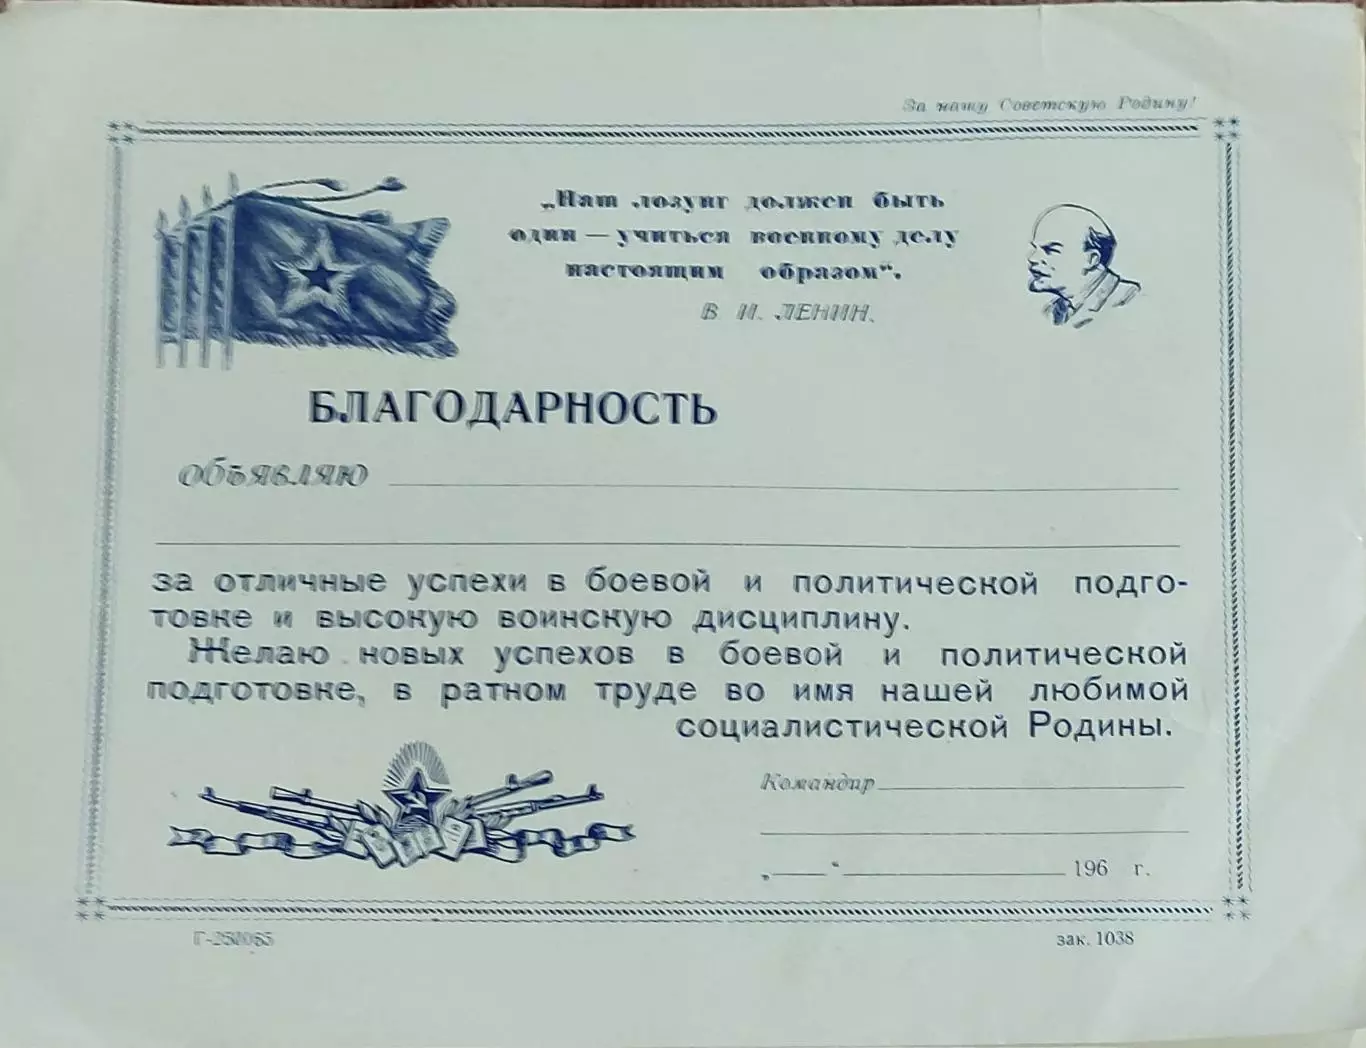 За нашу Советскую Родину!
„Наш лозунг должен быть
один — учиться военному делу
настоящим образом“.
В. И. ЛЕНИН.
БЛАГОДАРНОСТЬ
объявляю
за отличные успехи в боевой и политической подго-
товке и высокую воинскую дисциплину.
Желаю новых успехов в боевой и политической
подготовке, в ратном труде во имя нашей любимой
социалистической Родины.
Командир
„ “ 196 г.
зак. 1038